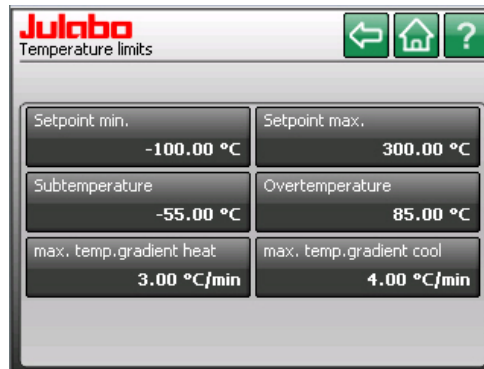 Julabo
Temperature limits
?
Setpoint min.
-100.00 °C
Setpoint max.
300.00 °C
Subtemperature
-55.00 °C
Overtemperature
85.00 °C
max. temp.gradient heat
3.00 °C/min
max. temp.gradient cool
4.00 °C/min